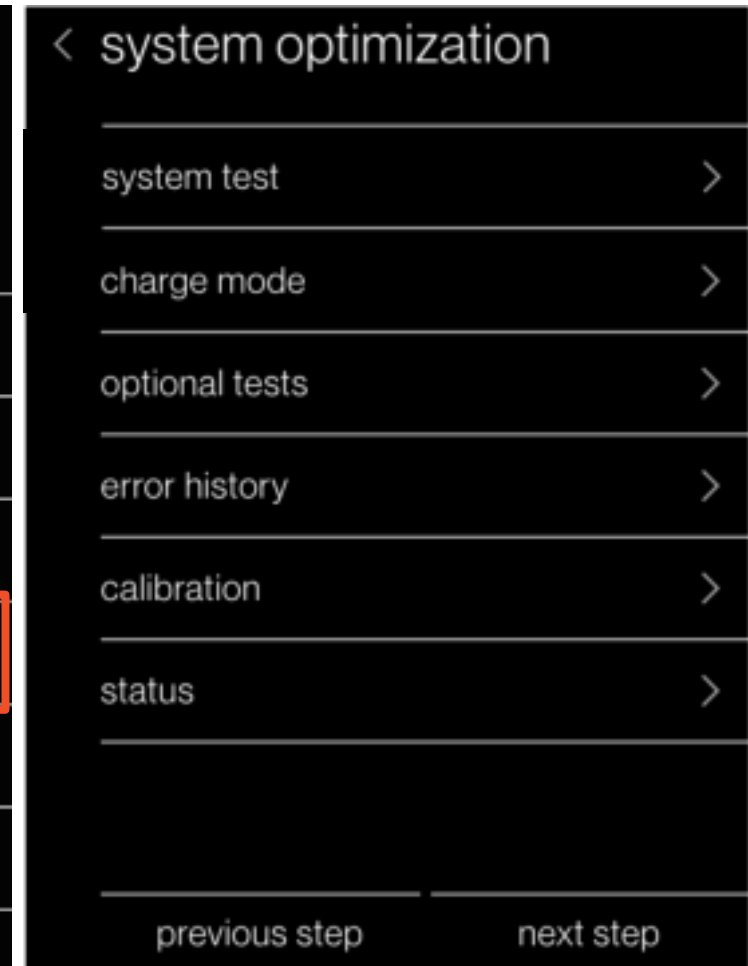 system optimization
system test
charge mode
optional tests
error history
calibration
status
previous step
next step